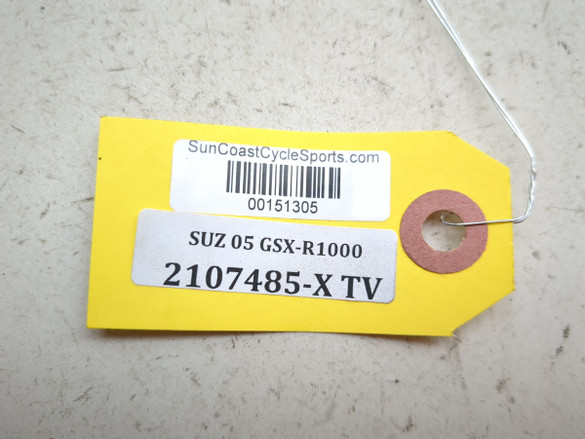 SunCoastCycleSports.com
00151305
SUZ 05 GSX-R1000
2107485-X TV